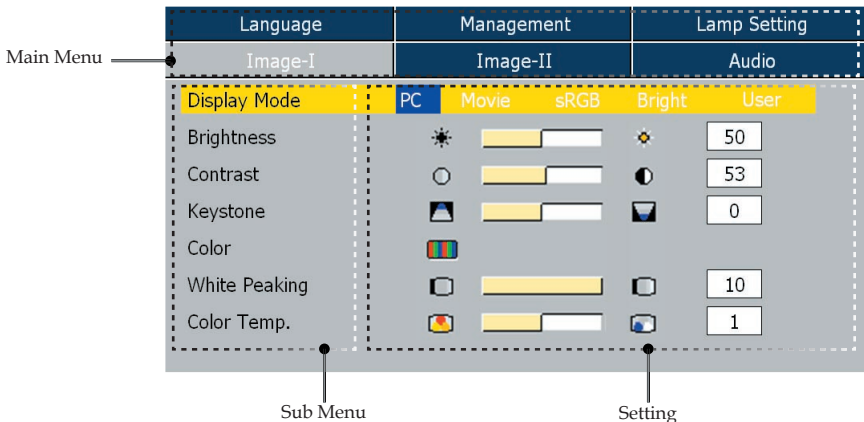 Language Management Lamp Setting
Main Menu Image-I Image-II Audio
Display Mode PC Movie sRGB Bright User
Brightness 50
Contrast 53
Keystone 0
Color
White Peaking 10
Color Temp. 1
Sub Menu Setting